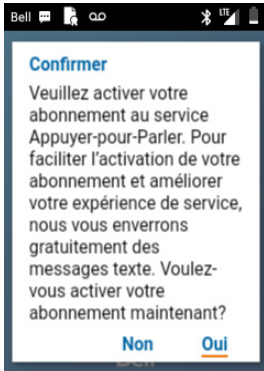 Bell LTE
Confirmer
Veuillez activer votre
abonnement au service
Appuyer-pour-Parler. Pour
faciliter l'activation de votre
abonnement et améliorer
votre expérience de service,
nous vous enverrons
gratuitement des
messages texte. Voulez-
vous activer votre
abonnement maintenant?
Non Oui